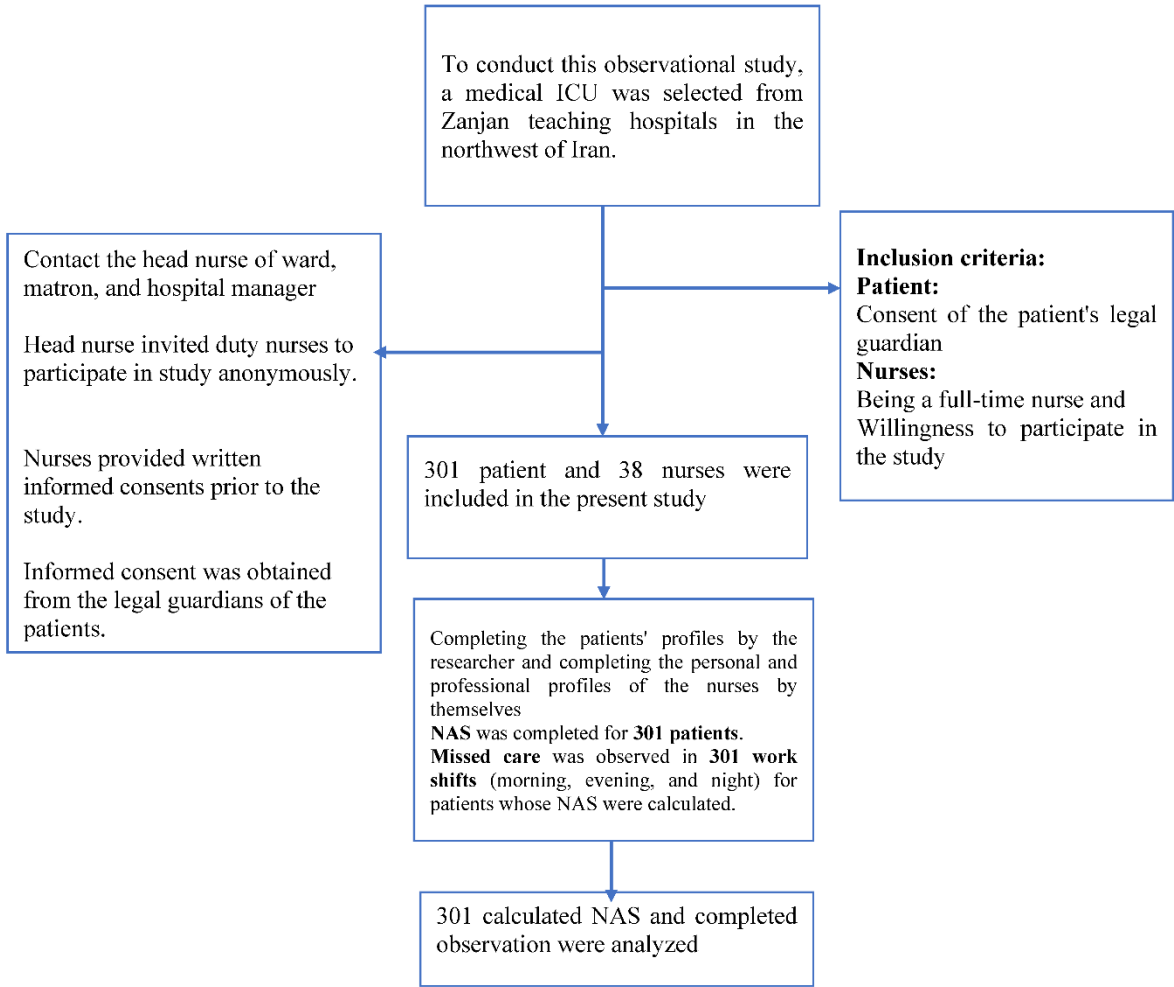 To conduct this observational study,
a medical ICU was selected from
Zanjan teaching hospitals in the
northwest of Iran.
Contact the head nurse of ward,
matron, and hospital manager
Head nurse invited duty nurses to
participate in study anonymously.
Nurses provided written
informed consents prior to the
study.
Informed consent was obtained
from the legal guardians of the
patients.
Inclusion criteria:
Patient:
Consent of the patient's legal
guardian
Nurses:
Being a full-time nurse and
Willingness to participate in
the study
301 patient and 38 nurses were
included in the present study
Completing the patients' profiles by the
researcher and completing the personal and
professional profiles of the nurses by
themselves
NAS was completed for 301 patients.
Missed care was observed in 301 work
shifts (morning, evening, and night) for
patients whose NAS were calculated.
301 calculated NAS and completed
observation were analyzed